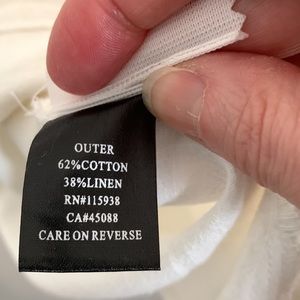 OUTER
62%COTTON
38%LINEN
RN#115938
CA#45088
CARE ON REVERSE